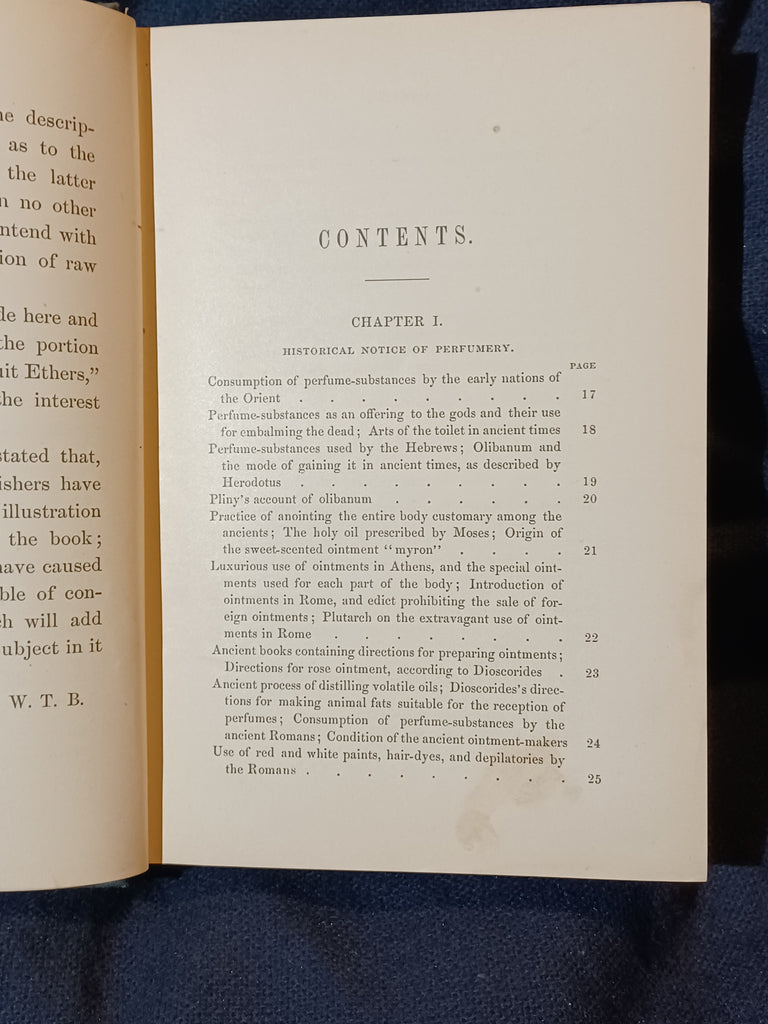 descrip-
as to the
the latter
no other
ntend with
ion of raw
de here and
the portion
uit Ethers,"
the interest
stated that,
ishers have
illustration
the book;
have caused
ble of con-
ch will add
ubject in it
W. T. B.
CONTENTS.
CHAPTER I.
HISTORICAL NOTICE OF PERFUMERY.
PAGE
Consumption of perfume-substances by the early nations of
the Orient . . . . . . . . . 17
Perfume-substances as an offering to the gods and their use
for embalming the dead; Arts of the toilet in ancient times 18
Perfume-substances used by the Hebrews; Olibanum and
the mode of gaining it in ancient times, as described by
Herodotus . . . . . . . . . 19
Pliny's account of olibanum . . . . . . 20
Practice of anointing the entire body customary among the
ancients; The holy oil prescribed by Moses; Origin of
the sweet-scented ointment "myron" . . . . 21
Luxurious use of ointments in Athens, and the special oint-
ments used for each part of the body; Introduction of
ointments in Rome, and edict prohibiting the sale of for-
eign ointments; Plutarch on the extravagant use of oint-
ments in Rome . . . . . . . . 22
Ancient books containing directions for preparing ointments;
Directions for rose ointment, according to Dioscorides . 23
Ancient process of distilling volatile oils; Dioscorides's direc-
tions for making animal fats suitable for the reception of
perfumes; Consumption of perfume-substances by the
ancient Romans; Condition of the ancient ointment-makers 24
Use of red and white paints, hair-dyes, and depilatories by
the Romans . . . . . . . . . 25